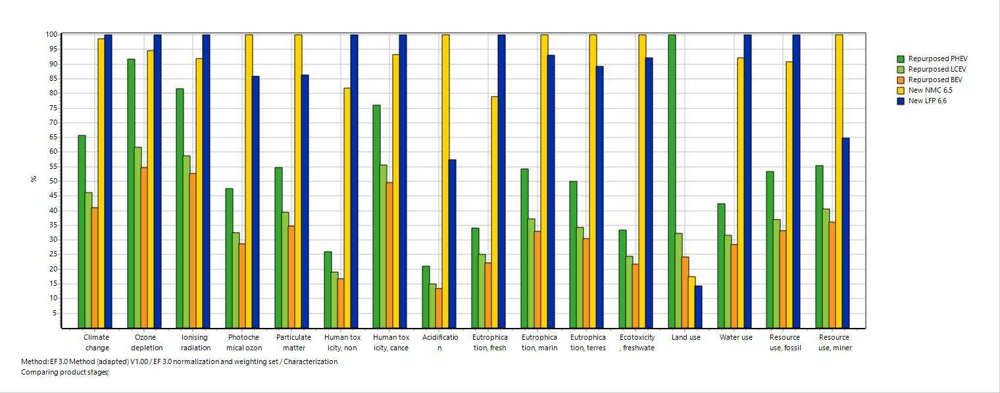 100
95
90
85
80
75
70
65
60
55
50
45
40
35
30
25
20
15
10
5
%
Climate
change
Ozone
depletion
Ionising
radiation
Photoche
mical ozon
Particulate
matter
Human tox
icity, non
Human tox
icity, cance
Acidificatio
n
Eutrophica
tion, fresh
Eutrophica
tion, marin
Eutrophica
tion, terres
Ecotoxicity
, freshwate
Land use
Water use
Resource
use, fossil
Resource
use, miner
Repurposed PHEV
Repurposed LCEV
Repurposed BEV
New NMC 6.5
New LFP 6,6
Method: EF 3.0 Method (adapted) V1.00 / EF 3.0 normalization and weighting set / Characterization
Comparing product stages;